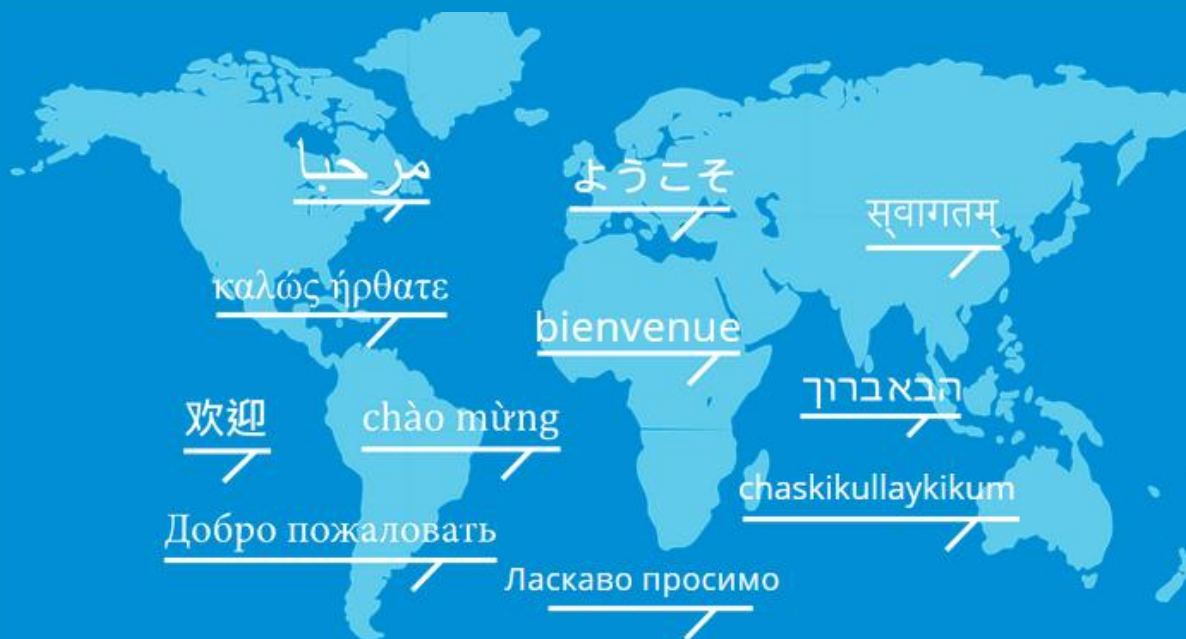 مرحبا
ようこそ
स्वागतम्
καλώς ήρθατε
bienvenue
הבאברוך
欢迎
chào mừng
chaskikullaykikum
Добро пожаловать
Ласкаво просимо